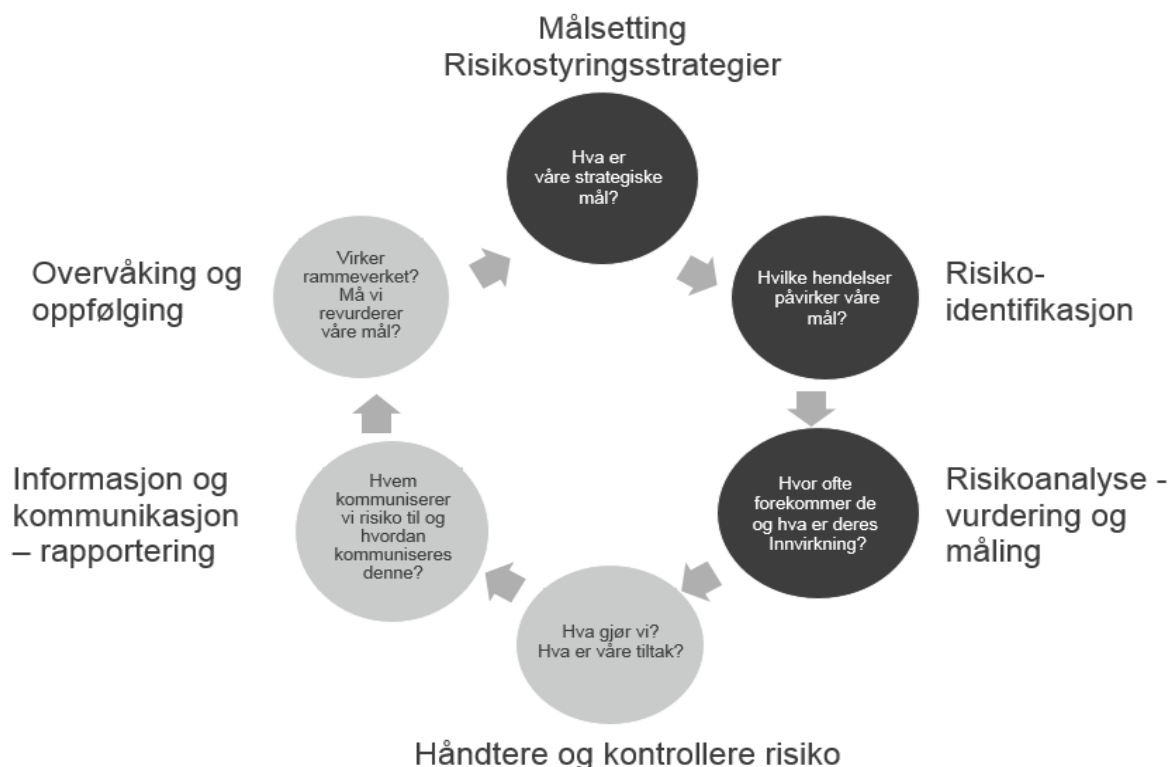 Målsetting
Risikostyringsstrategier
Hva er
våre strategiske
mål?
Hvilke hendelser
påvirker våre
mål?
Risiko-
identifikasjon
Hvor ofte
forekommer de
og hva er deres
Innvirkning?
Risikoanalyse -
vurdering og
måling
Hva gjør vi?
Hva er våre tiltak?
Håndtere og kontrollere risiko
Hvem
kommuniserer
vi risiko til og
hvordan
kommuniseres
denne?
Informasjon og
kommunikasjon
– rapportering
Virker
rammeverket?
Må vi
revurderer
våre mål?
Overvåking og
oppfølging